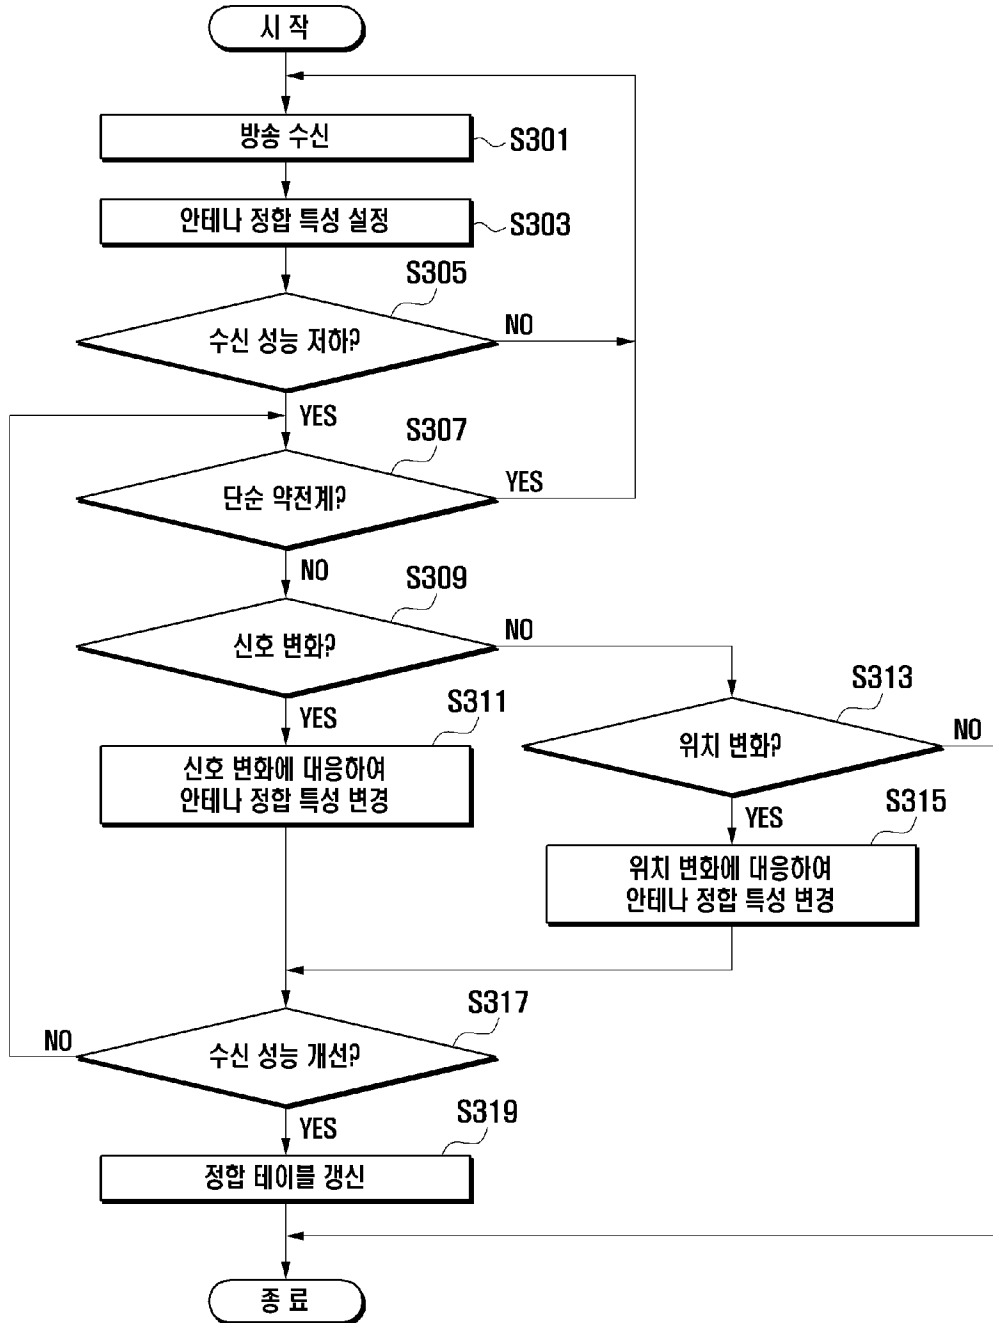 시 작
방송 수신
S301
안테나 정합 특성 설정
S303
S305
수신 성능 저하?
NO
YES
S307
단순 약전계?
YES
NO
S309
신호 변화?
NO
YES
S311
신호 변화에 대응하여
안테나 정합 특성 변경
S313
위치 변화?
NO
YES
S315
위치 변화에 대응하여
안테나 정합 특성 변경
S317
수신 성능 개선?
NO
YES
S319
정합 테이블 갱신
종 료